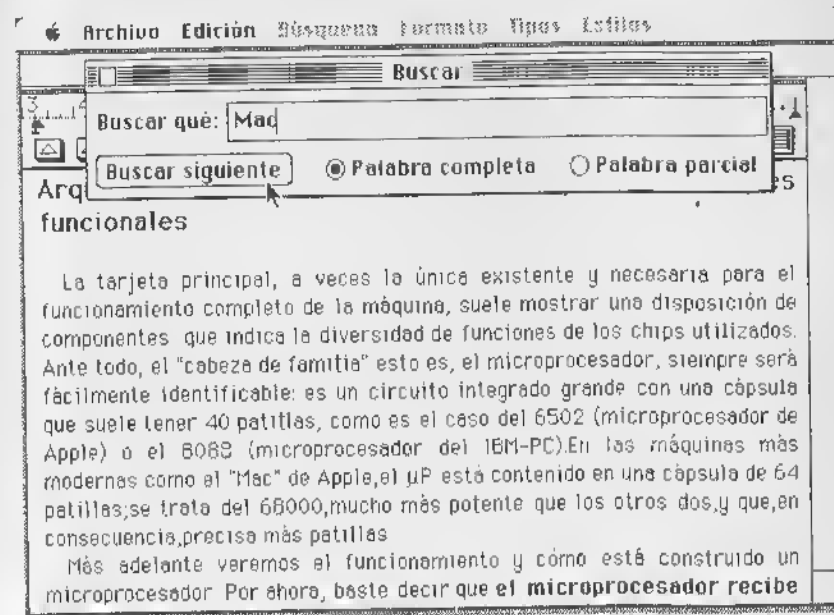 Archivo Edición Búsqueda Formato Tipos Estilos
Buscar
Buscar qué: Mac
Buscar siguiente Palabra completa Palabra parcial
Arq es
funcionales
La tarjeta principal, a veces la única existente y necesaria para el
funcionamiento completo de la máquina, suele mostrar una disposición de
componentes que indica la diversidad de funciones de los chips utilizados.
Ante todo, el "cabeza de familia" esto es, el microprocesador, siempre será
fácilmente identificable: es un circuito integrado grande con una cápsula
que suele tener 40 patillas, como es el caso del 6502 (microprocesador de
Apple) o el 8088 (microprocesador del IBM-PC).En las máquinas más
modernas como el "Mac" de Apple,el µP está contenido en una cápsula de 64
patillas;se trata del 68000,mucho más potente que los otros dos,y que,en
consecuencia,precisa más patillas
Más adelante veremos el funcionamiento y cómo está construido un
microprocesador Por ahora, baste decir que el microprocesador recibe